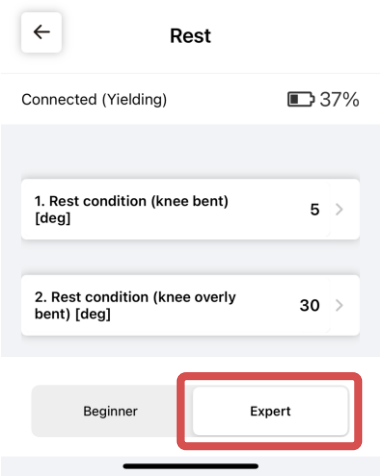 Rest
Connected (Yielding)
37%
1. Rest condition (knee bent)
[deg]
5
2. Rest condition (knee overly
bent) [deg]
30
Beginner
Expert